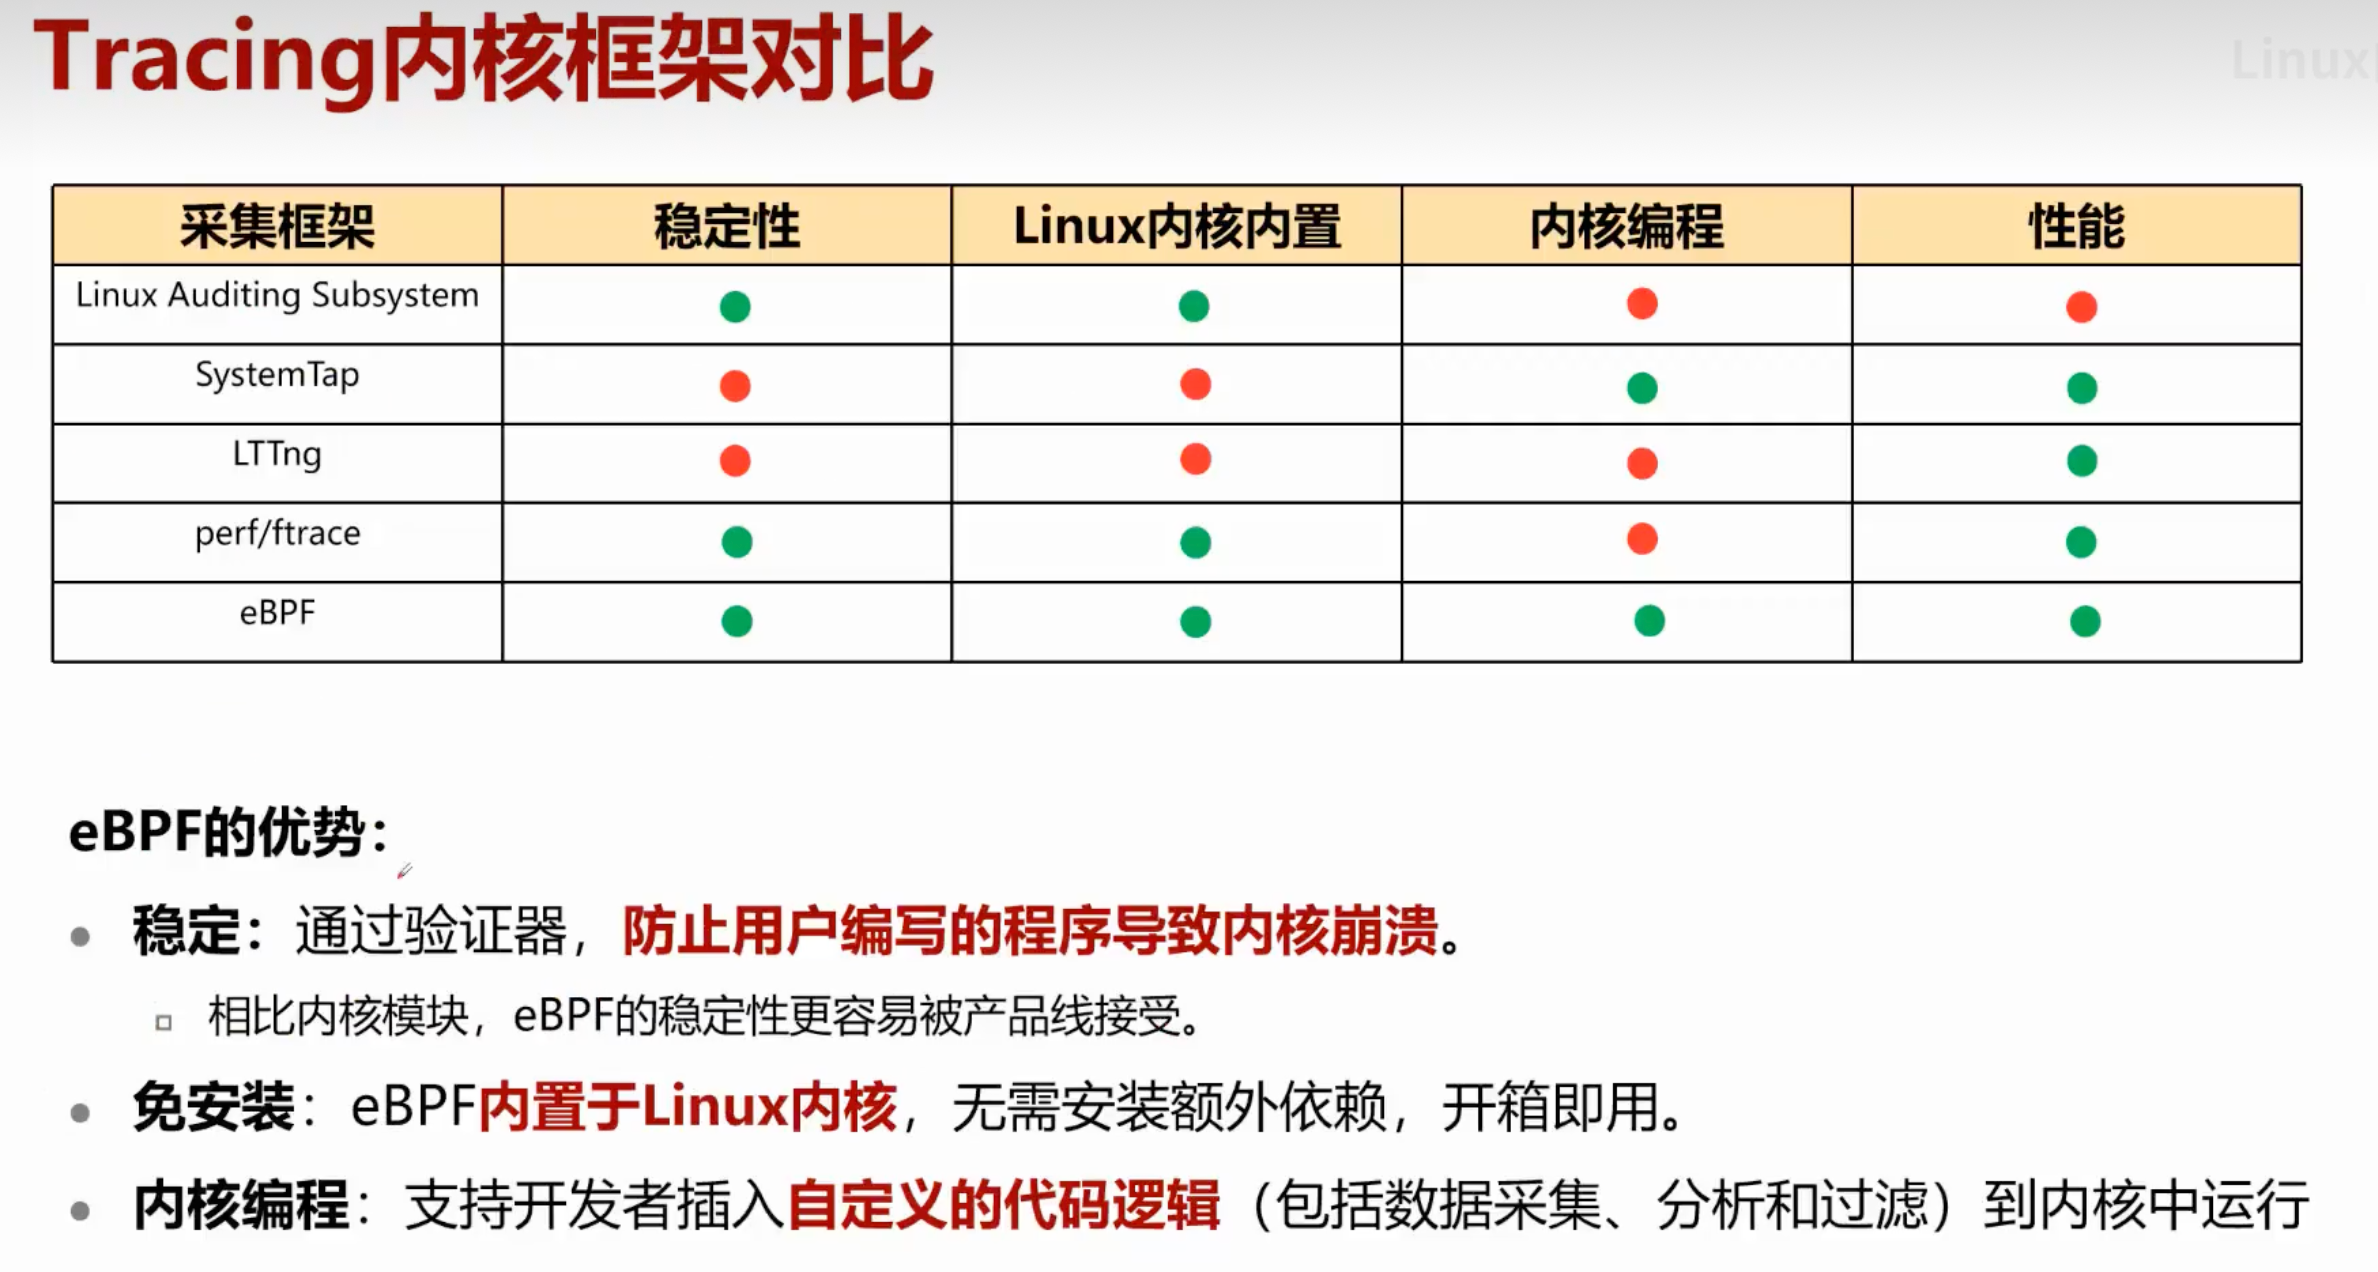 Tracing内核框架对比
Linux
采集框架 稳定性 Linux内核内置 内核编程 性能
Linux Auditing Subsystem
SystemTap
LTTng
perf/ftrace
eBPF
eBPF的优势：
稳定：通过验证器，防止用户编写的程序导致内核崩溃。
相比内核模块，eBPF的稳定性更容易被产品线接受。
免安装：eBPF内置于Linux内核，无需安装额外依赖，开箱即用。
内核编程：支持开发者插入自定义的代码逻辑（包括数据采集、分析和过滤）到内核中运行